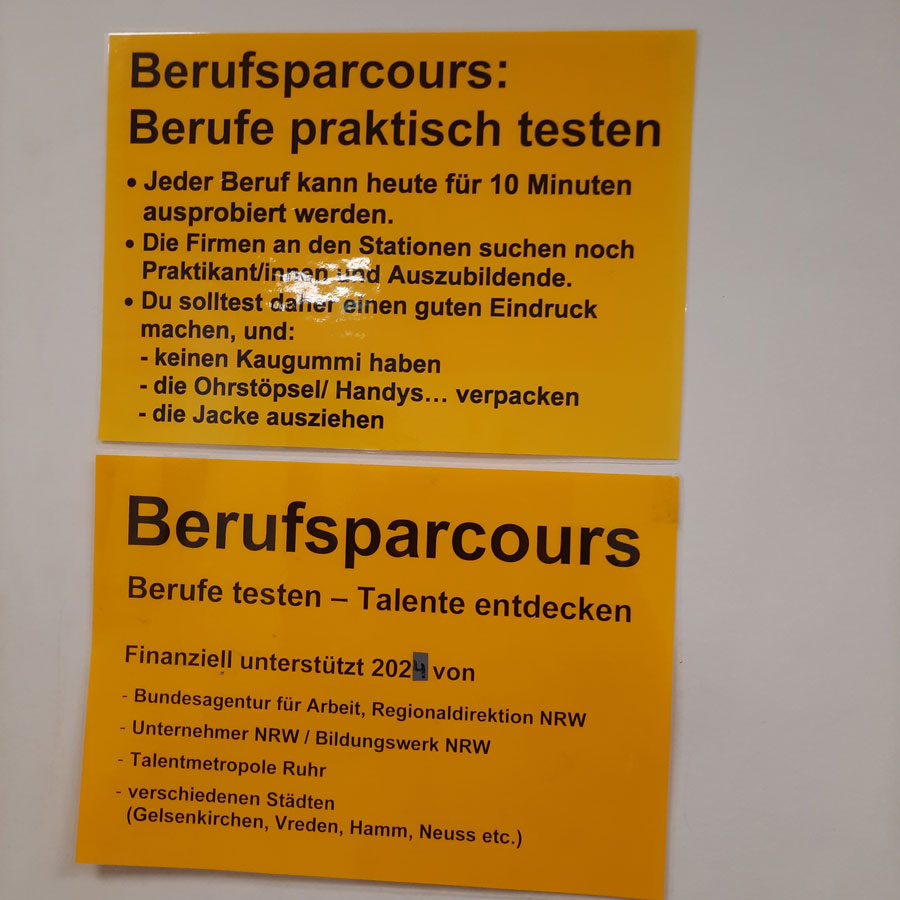 Berufsparcours:
Berufe praktisch testen
• Jeder Beruf kann heute für 10 Minuten
ausprobiert werden.
• Die Firmen an den Stationen suchen noch
Praktikant/innen und Auszubildende.
• Du solltest daher einen guten Eindruck
machen, und:
- keinen Kaugummi haben
- die Ohrstöpsel/ Handys... verpacken
- die Jacke ausziehen
Berufsparcours
Berufe testen – Talente entdecken
Finanziell unterstützt 2024 von
- Bundesagentur für Arbeit, Regionaldirektion NRW
- Unternehmer NRW / Bildungswerk NRW
- Talentmetropole Ruhr
- verschiedenen Städten
(Gelsenkirchen, Vreden, Hamm, Neuss etc.)